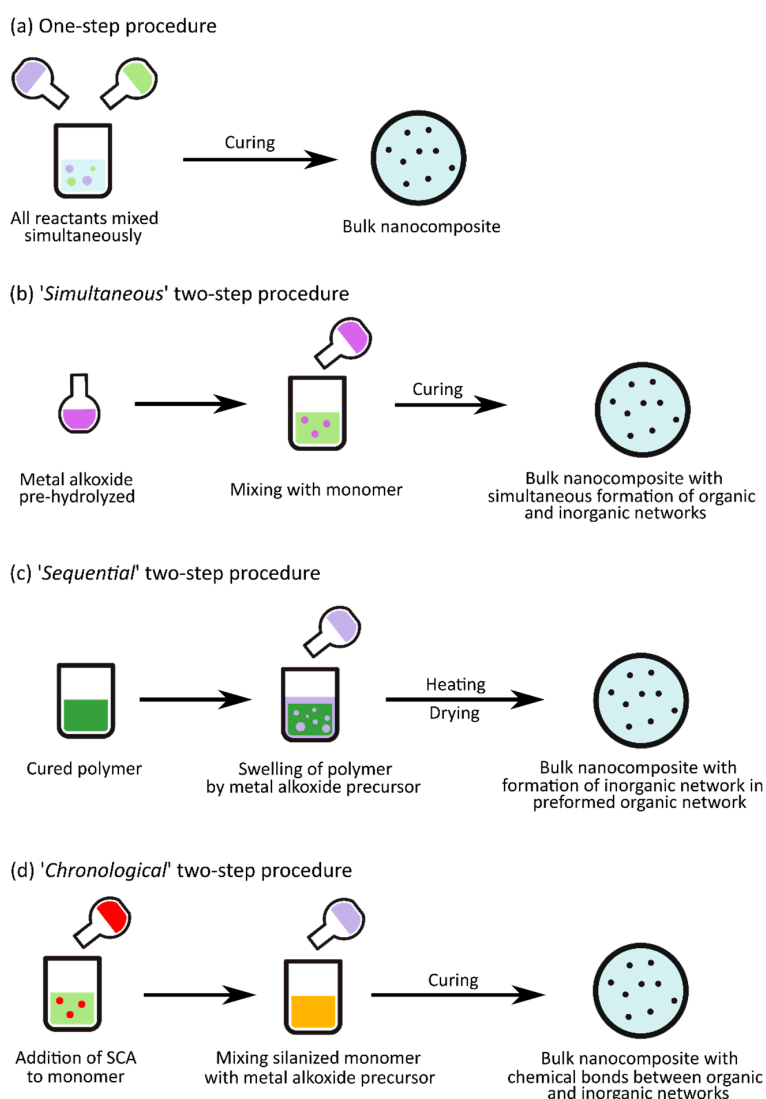 (a) One-step procedure
Curing
All reactants mixed
simultaneously
Bulk nanocomposite
(b) 'Simultaneous' two-step procedure
Curing
Metal alkoxide
pre-hydrolyzed
Mixing with monomer
Bulk nanocomposite with
simultaneous formation of organic
and inorganic networks
(c) 'Sequential' two-step procedure
Heating
Drying
Cured polymer
Swelling of polymer
by metal alkoxide precursor
Bulk nanocomposite with
formation of inorganic network in
preformed organic network
(d) 'Chronological' two-step procedure
Curing
Addition of SCA
to monomer
Mixing silanized monomer
with metal alkoxide precursor
Bulk nanocomposite with
chemical bonds between organic
and inorganic networks